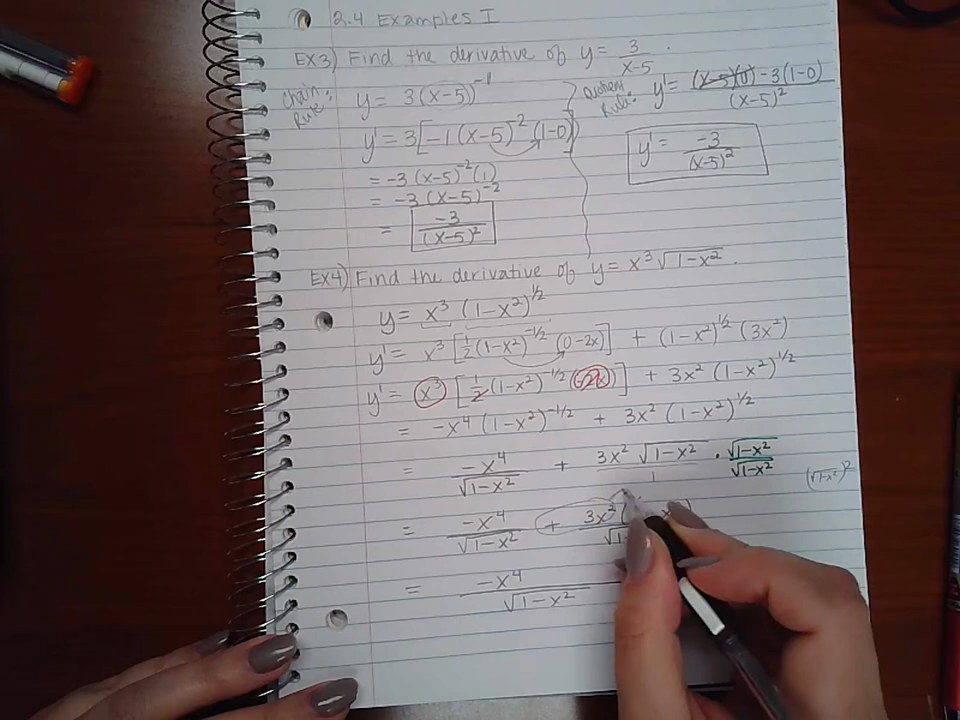 2.4 Examples I
EX3) Find the derivative of y = 3/(x-5).
Chain Rule: y = 3(x-5)^-1
y' = 3[-1(x-5)^-2 (1-0)]
= -3(x-5)^-2 (1)
= -3(x-5)^-2
= -3/(x-5)^2
Quotient Rule: y' = ((x-5)(0) - 3(1-0))/(x-5)^2
y' = -3/(x-5)^2
EX4) Find the derivative of y = x^3 √(1-x^2).
y = x^3 (1-x^2)^1/2
y' = x^3 [1/2 (1-x^2)^-1/2 (0-2x)] + (1-x^2)^1/2 (3x^2)
y' = x^3 [1/2 (1-x^2)^-1/2 (-2x)] + 3x^2 (1-x^2)^1/2
= -x^4 (1-x^2)^-1/2 + 3x^2 (1-x^2)^1/2
= -x^4/√(1-x^2) + 3x^2 √(1-x^2)/1 · √(1-x^2)/√(1-x^2)
(√(1-x^2))^2
= -x^4/√(1-x^2) + 3x^2(
= -x^4/√(1-x^2)